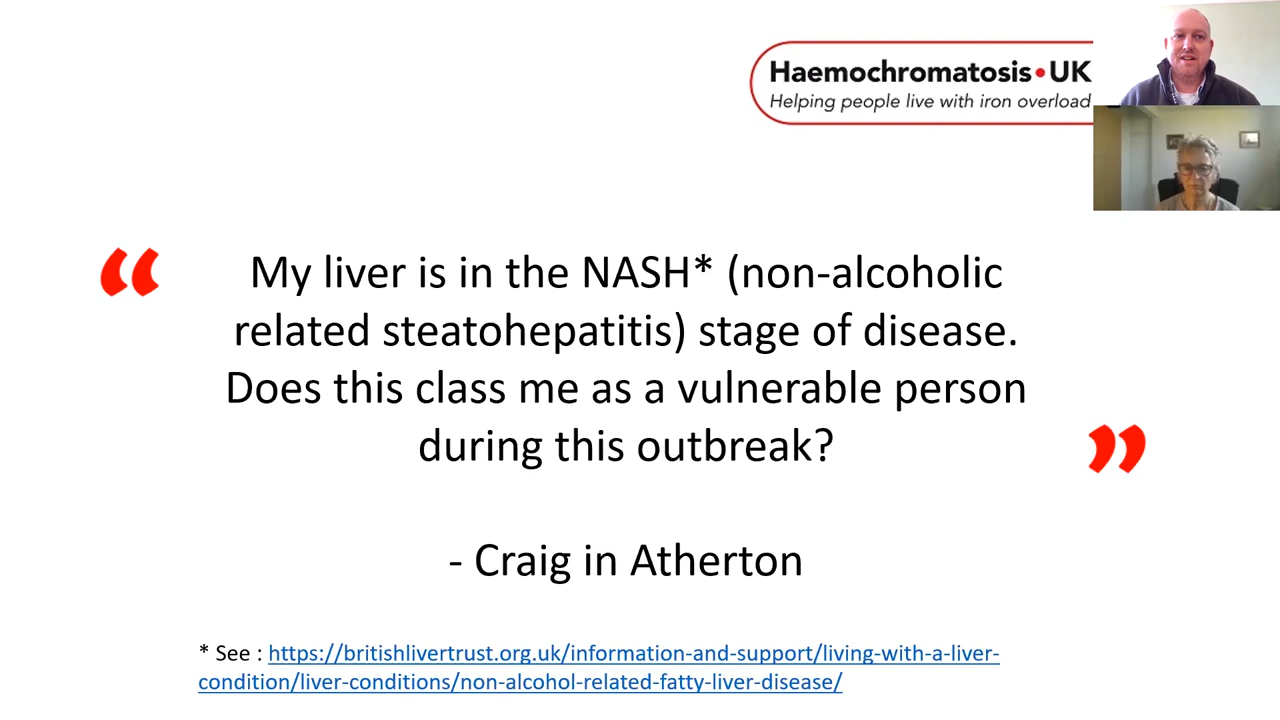 Haemochromatosis•UK
Helping people live with iron overload
“ My liver is in the NASH* (non-alcoholic
related steatohepatitis) stage of disease.
Does this class me as a vulnerable person
during this outbreak? ”
- Craig in Atherton
* See : https://britishlivertrust.org.uk/information-and-support/living-with-a-liver-
condition/liver-conditions/non-alcohol-related-fatty-liver-disease/